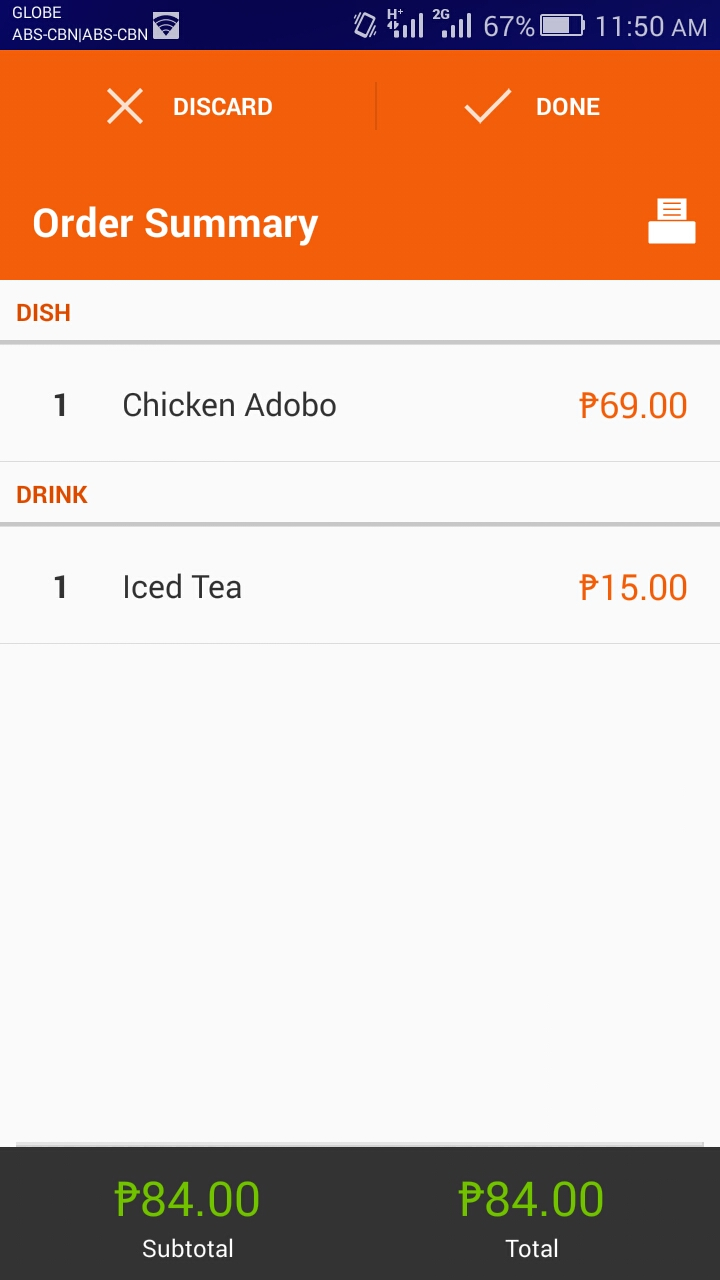 GLOBE
ABS-CBN|ABS-CBN
H+ 2G 67% 11:50 AM
DISCARD DONE
Order Summary
DISH
1 Chicken Adobo ₱69.00
DRINK
1 Iced Tea ₱15.00
₱84.00 ₱84.00
Subtotal Total